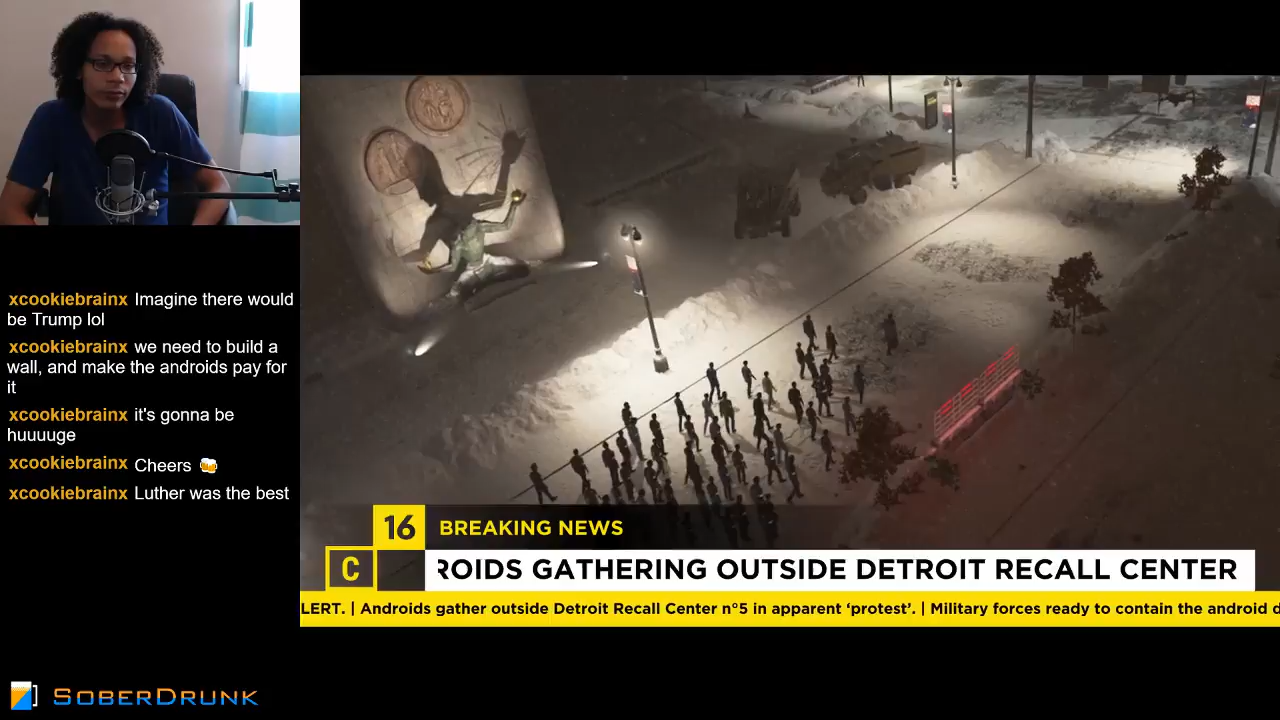 xcookiebrainx Imagine there would
be Trump lol
xcookiebrainx we need to build a
wall, and make the androids pay for
it
xcookiebrainx it's gonna be
huuuuge
xcookiebrainx Cheers 🍻
xcookiebrainx Luther was the best
16 BREAKING NEWS
C ROIDS GATHERING OUTSIDE DETROIT RECALL CENTER
LERT. | Androids gather outside Detroit Recall Center n°5 in apparent ‘protest’. | Military forces ready to contain the android d
SOBERDRUNK